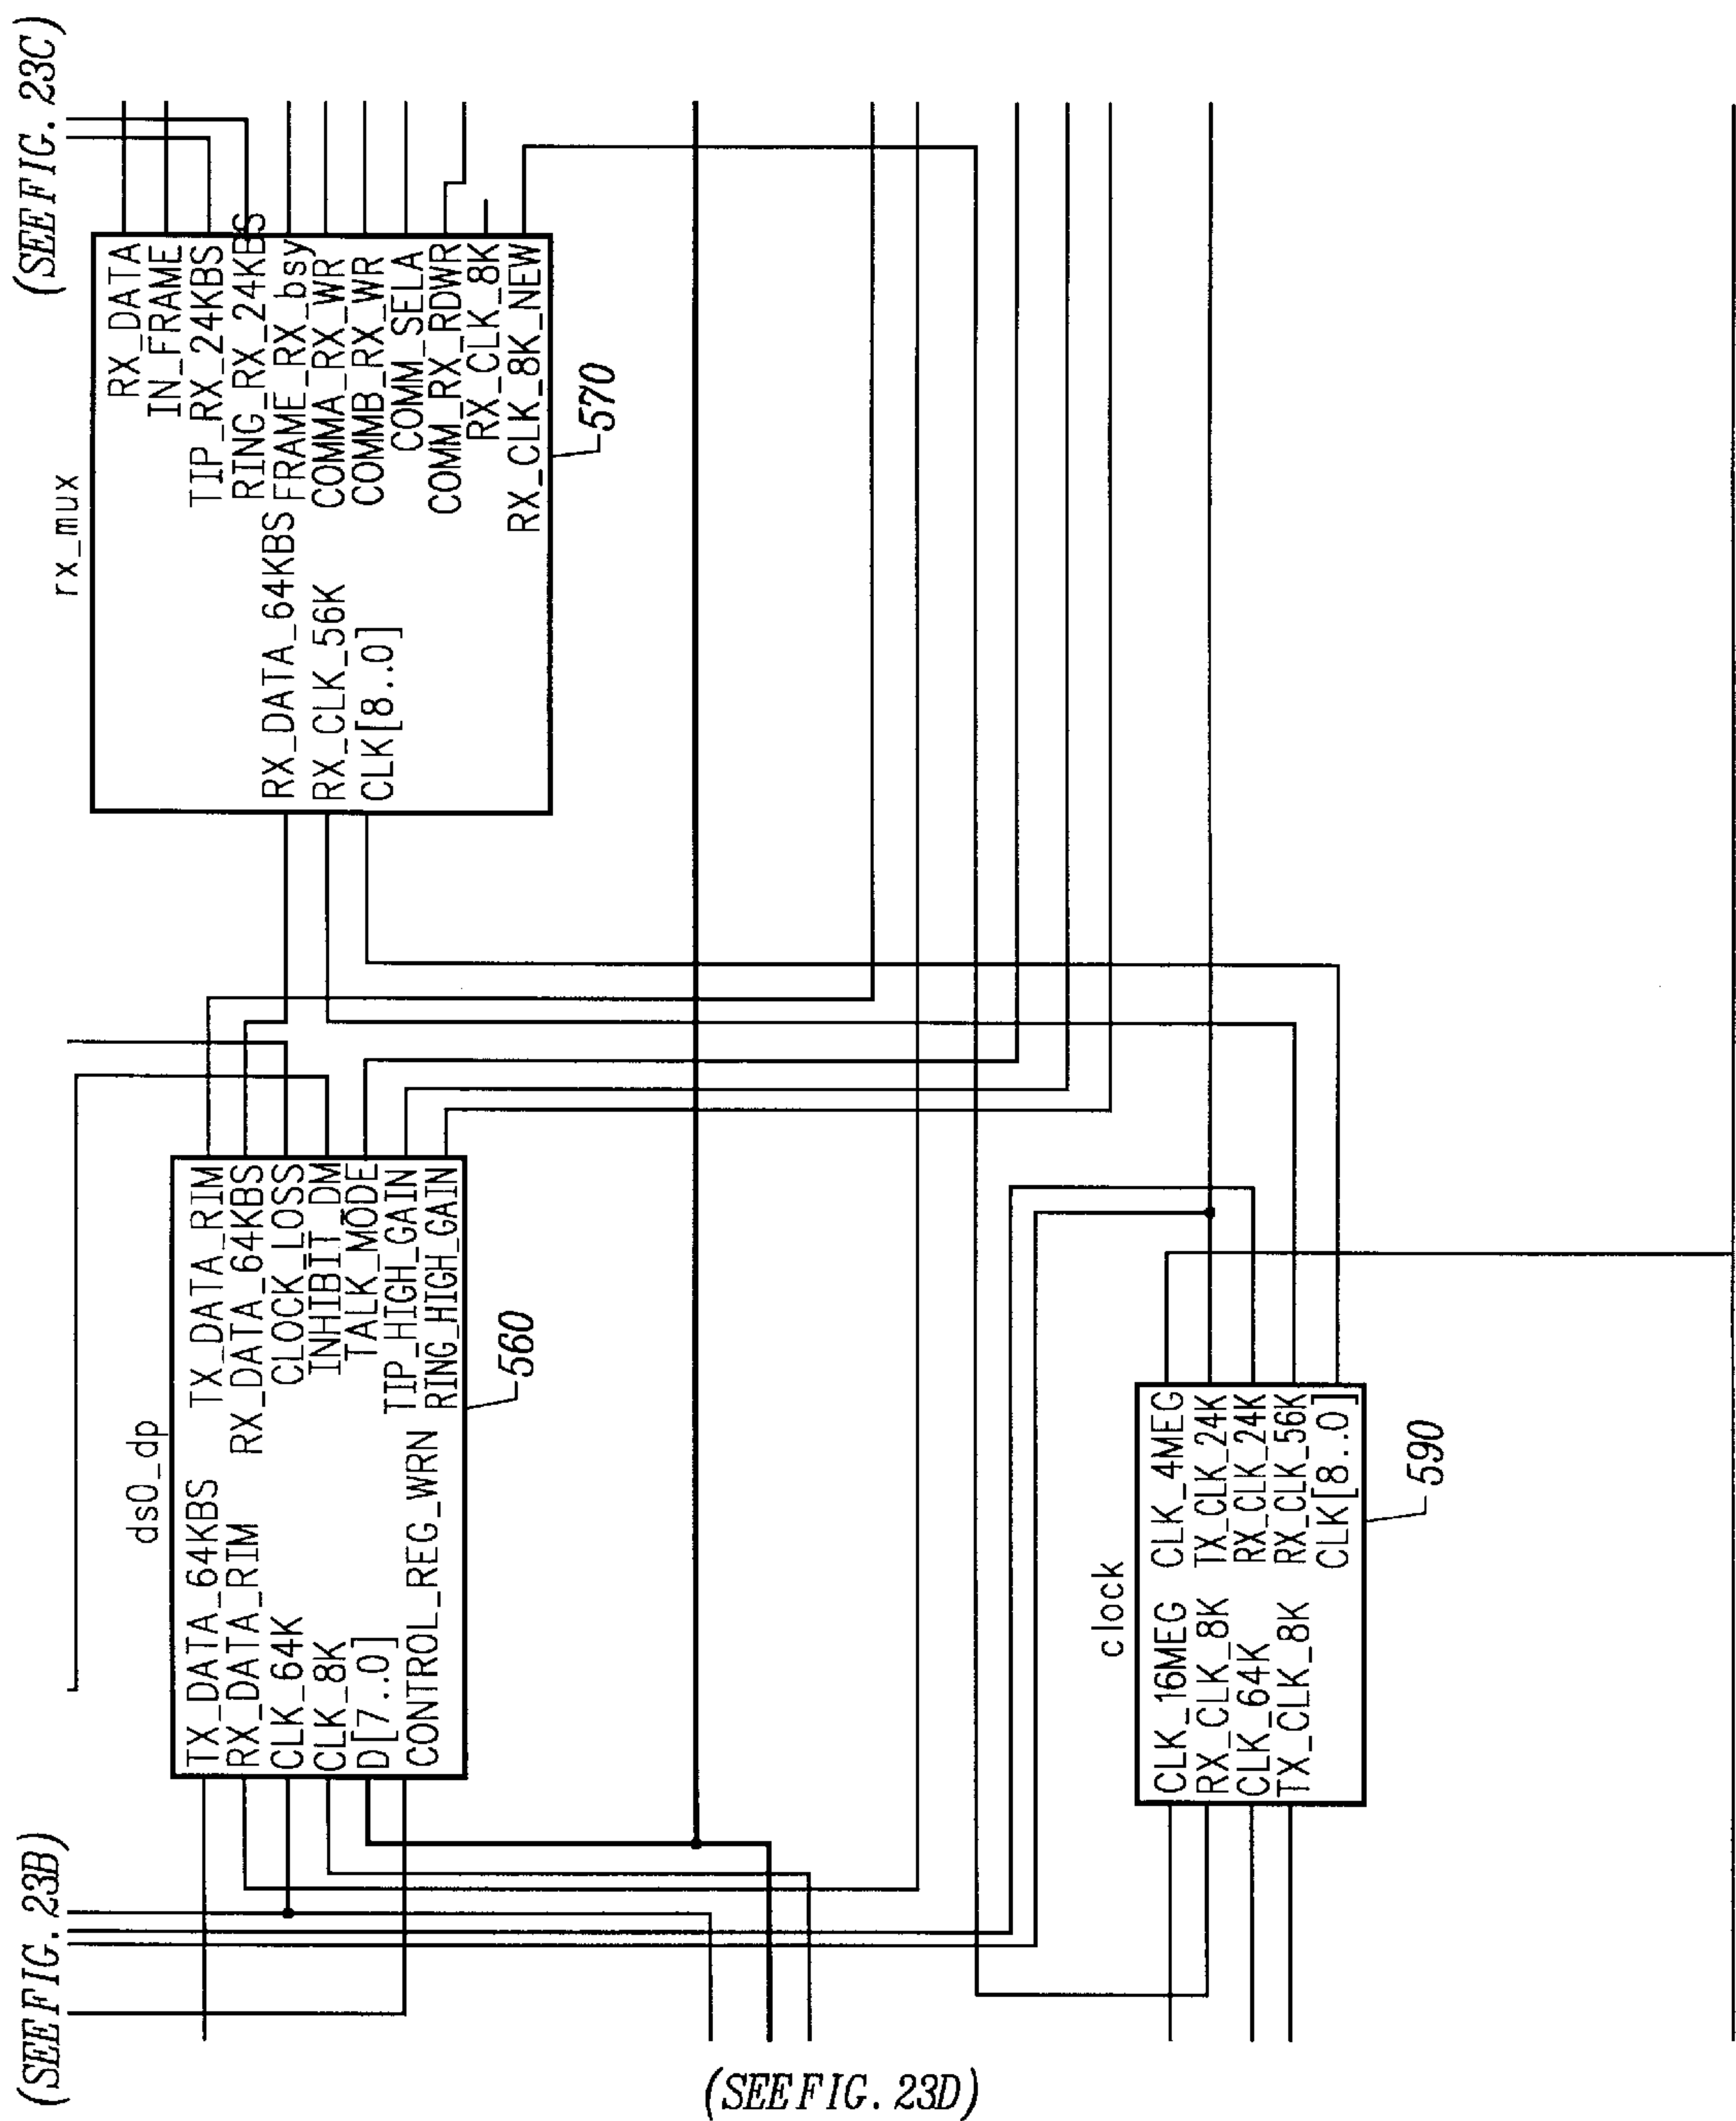 (SEE FIG. 23B)
(SEE FIG. 23C)
(SEE FIG. 23D)
ds0_dp
TX_DATA_64KBS TX_DATA_RIM
RX_DATA_RIM RX_DATA_64KBS
CLK_64K CLOCK_LOSS
CLK_8K INHIBIT_DM
D[7..0] TALK_MODE
TIP_HIGH_GAIN
CONTROL_REG_WRN RING_HIGH_GAIN
560
rx_mux
RX_DATA
IN_FRAME
TIP_RX_24KBS
RING_RX_24KBS
RX_DATA_64KBS FRAME_RX_bsy
RX_CLK_56K COMMA_RX_WR
CLK[8..0] COMMB_RX_WR
COMM_SELA
COMM_RX_RDWR
RX_CLK_8K
RX_CLK_8K_NEW
570
clock
CLK_16MEG CLK_4MEG
RX_CLK_8K TX_CLK_24K
CLK_64K RX_CLK_24K
TX_CLK_8K RX_CLK_56K
CLK[8..0]
590